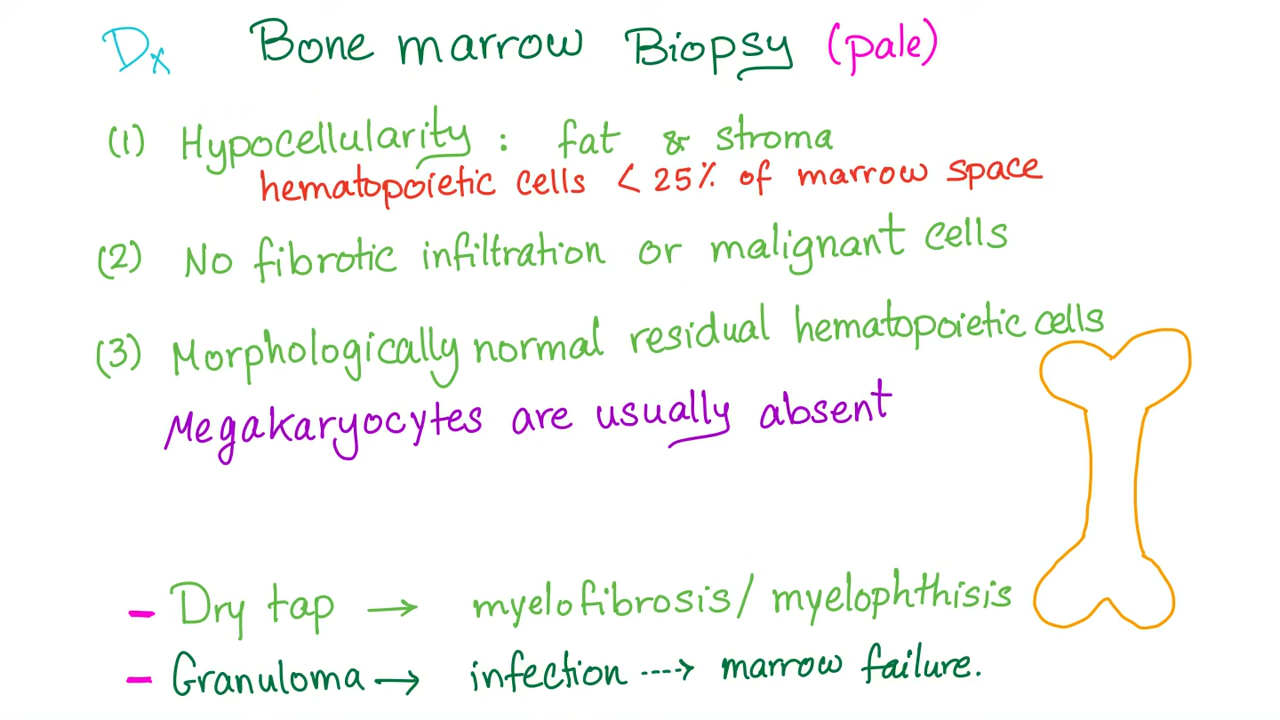 Dx Bone marrow Biopsy (pale)
(1) Hypocellularity : fat & stroma
hematopoietic cells < 25% of marrow space
(2) No fibrotic infiltration or malignant cells
(3) Morphologically normal residual hematopoietic cells
Megakaryocytes are usually absent
- Dry tap → myelofibrosis/ myelophthisis
- Granuloma → infection ----> marrow failure.